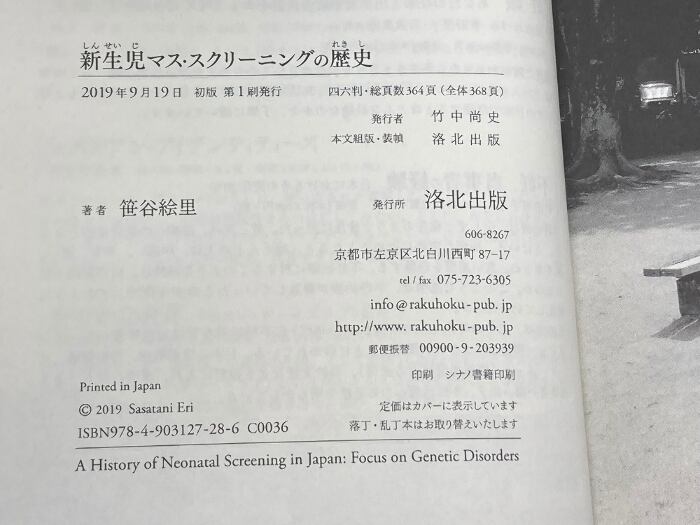 しんせいじ れきし
新生児マス・スクリーニングの歴史
2019年9月19日 初版 第1刷発行 四六判・総頁数364頁(全体368頁)
発行者 竹中尚史
本文組版・装幀 洛北出版
著者 笹谷絵里 発行所 洛北出版
606-8267
京都市左京区北白川西町87-17
tel / fax 075-723-6305
info@rakuhoku-pub.jp
http://www.rakuhoku-pub.jp
郵便振替 00900-9-203939
印刷 シナノ書籍印刷
Printed in Japan
© 2019 Sasatani Eri
ISBN978-4-903127-28-6 C0036
定価はカバーに表示しています
落丁・乱丁本はお取り替えいたします
A History of Neonatal Screening in Japan: Focus on Genetic Disorders